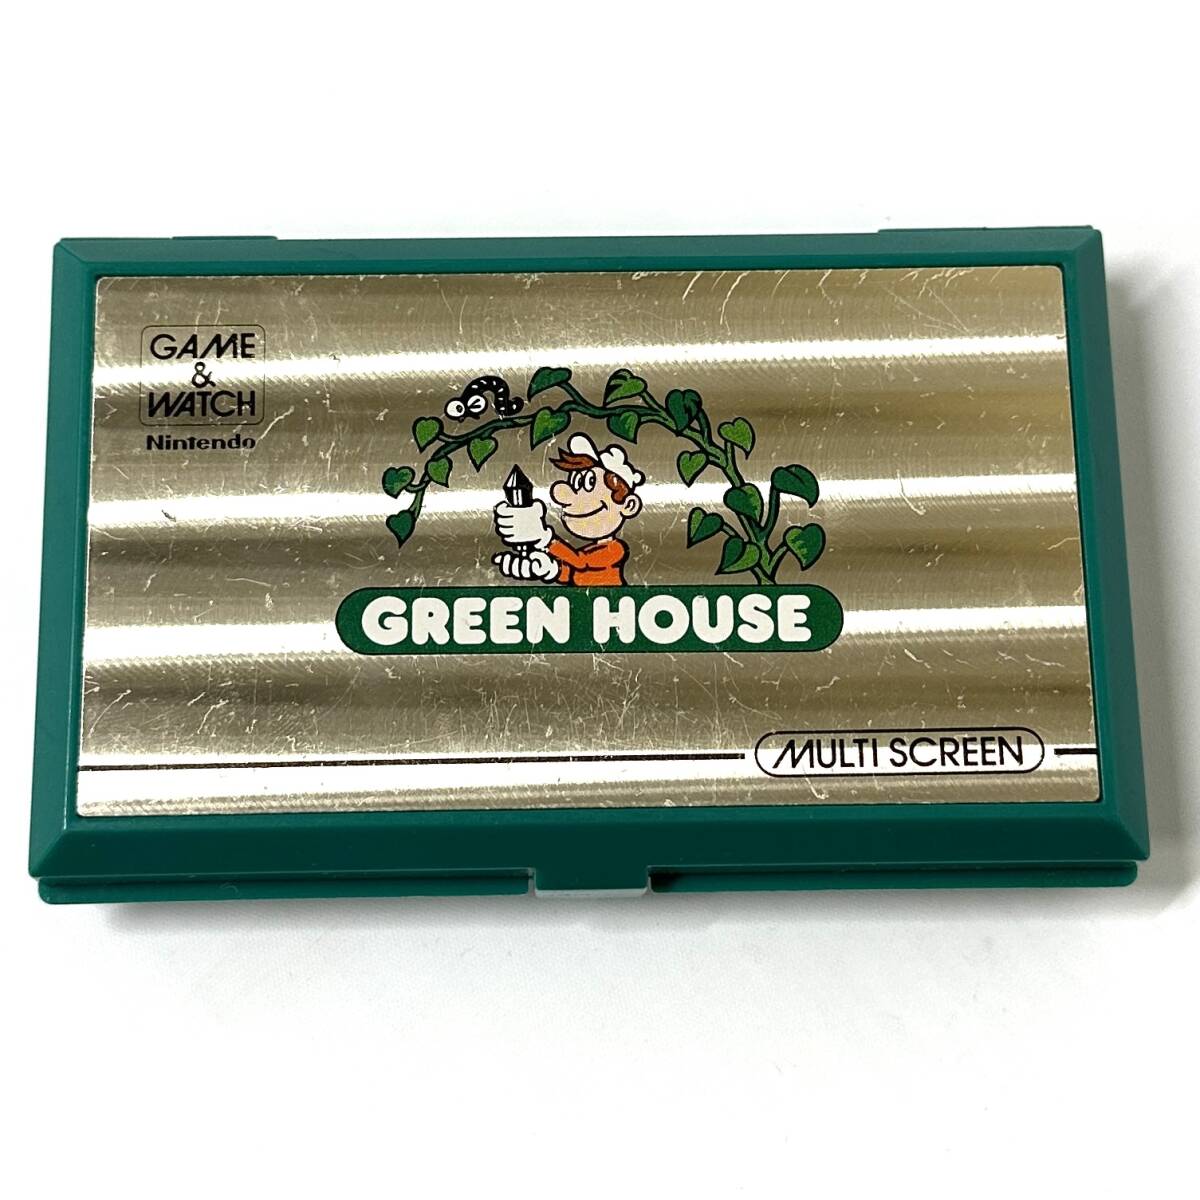 GAME
&
WATCH
Nintendo
GREEN HOUSE
MULTI SCREEN